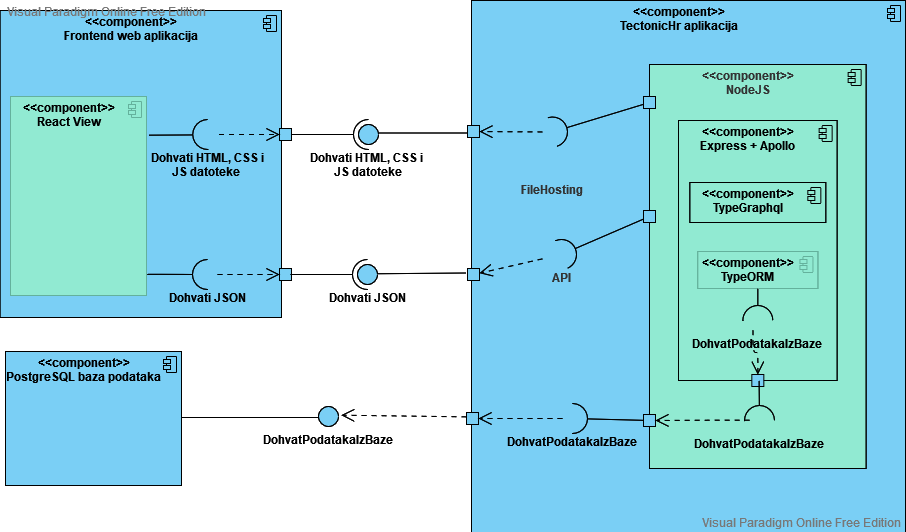 Visual Paradigm Online Free Edition
<<component>>
Frontend web aplikacija
<<component>>
React View
Dohvati HTML, CSS i
JS datoteke
Dohvati JSON
Dohvati HTML, CSS i
JS datoteke
Dohvati JSON
<<component>>
TectonicHr aplikacija
FileHosting
API
<<component>>
NodeJS
<<component>>
Express + Apollo
<<component>>
TypeGraphql
<<component>>
TypeORM
DohvatPodatakaIzBaze
DohvatPodatakaIzBaze
DohvatPodatakaIzBaze
<<component>>
PostgreSQL baza podataka
DohvatPodatakaIzBaze
Visual Paradigm Online Free Edition